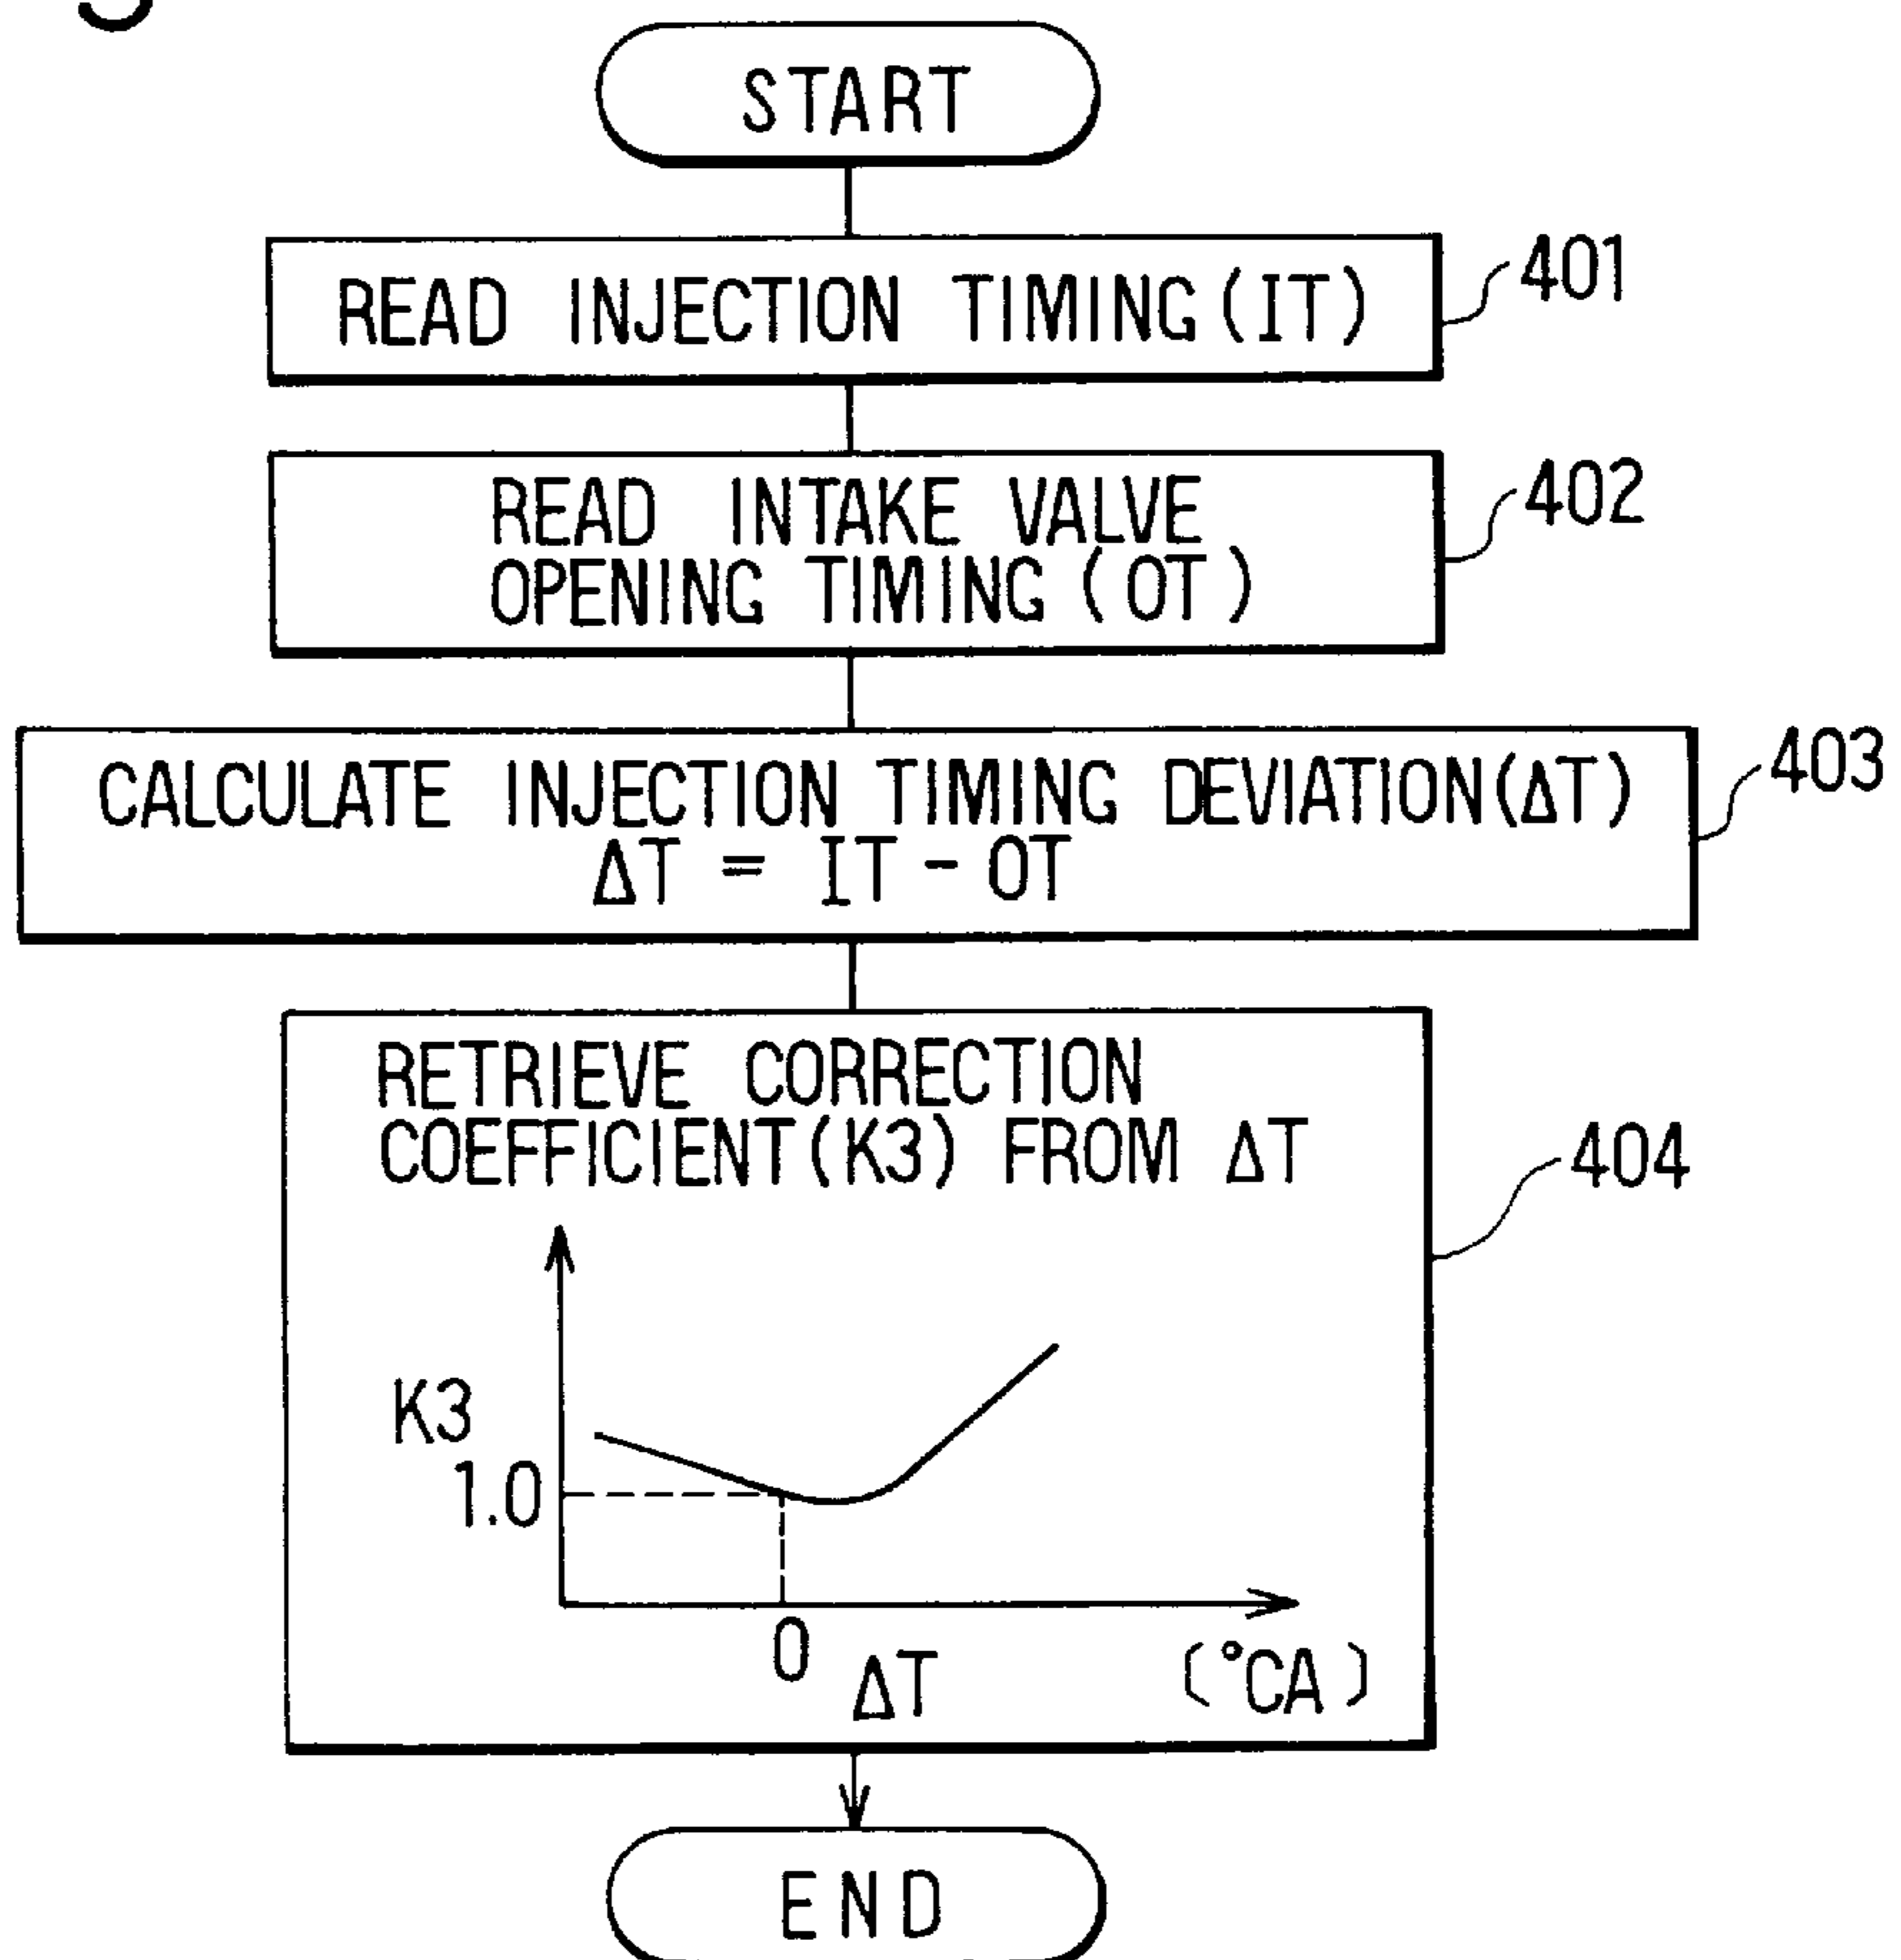 START
READ INJECTION TIMING(IT)
401
READ INTAKE VALVE
OPENING TIMING (OT)
402
CALCULATE INJECTION TIMING DEVIATION(ΔT)
ΔT = IT - OT
403
RETRIEVE CORRECTION
COEFFICIENT(K3) FROM ΔT
404
K3
1.0
0
ΔT
(°CA)
END